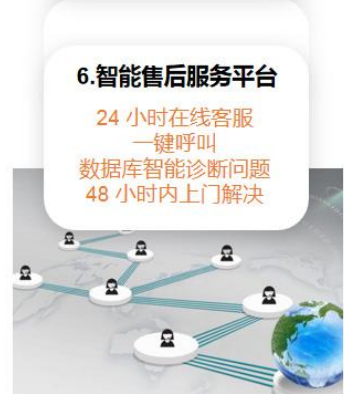 6.智能售后服务平台
24 小时在线客服
一键呼叫
数据库智能诊断问题
48 小时内上门解决